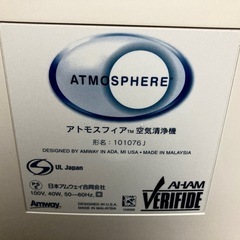 ATMOSPHERE
アトモスフィア™ 空気清浄機
形名：101076J
DESIGNED BY AMWAY IN ADA, MI USA • MADE IN MALAYSIA
UL Japan
日本アムウェイ合同会社
100V, 40W, 50—60Hz
Amway
DESIGNED IN U.S.A.
MADE IN MALAYSIA
AHAM
VERIFIDE